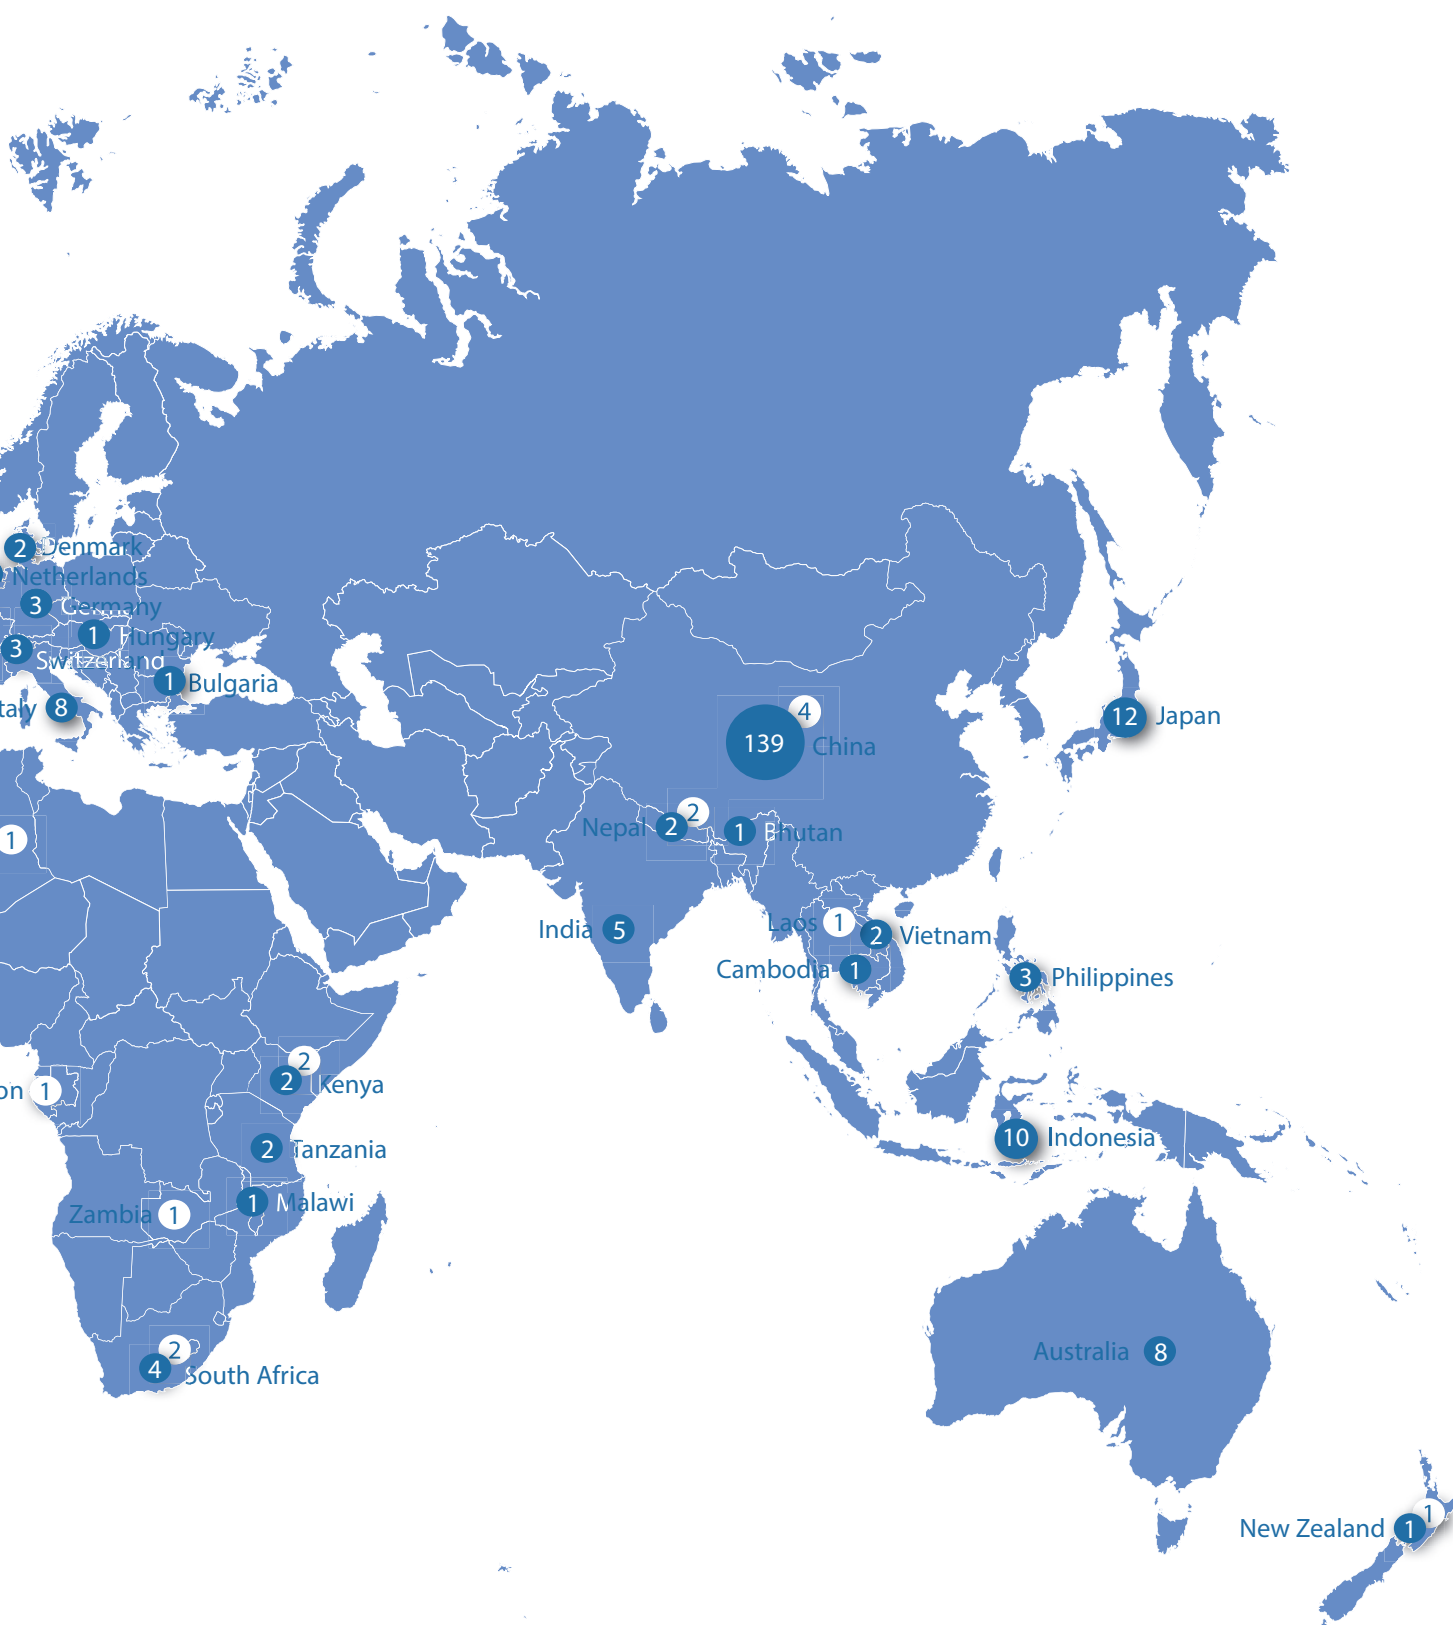 2 Denmark
Netherlands
3 Germany
1 Hungary
3
Switzerland
1 Bulgaria
taly 8
4
139
China
12 Japan
2
Nepal 2
1 Bhutan
1
India 5
Laos 1
2 Vietnam
Cambodia 1
3 Philippines
2
2 Kenya
on 1
10 Indonesia
2 Tanzania
1 Malawi
Zambia 1
2
4 South Africa
Australia 8
1
New Zealand 1